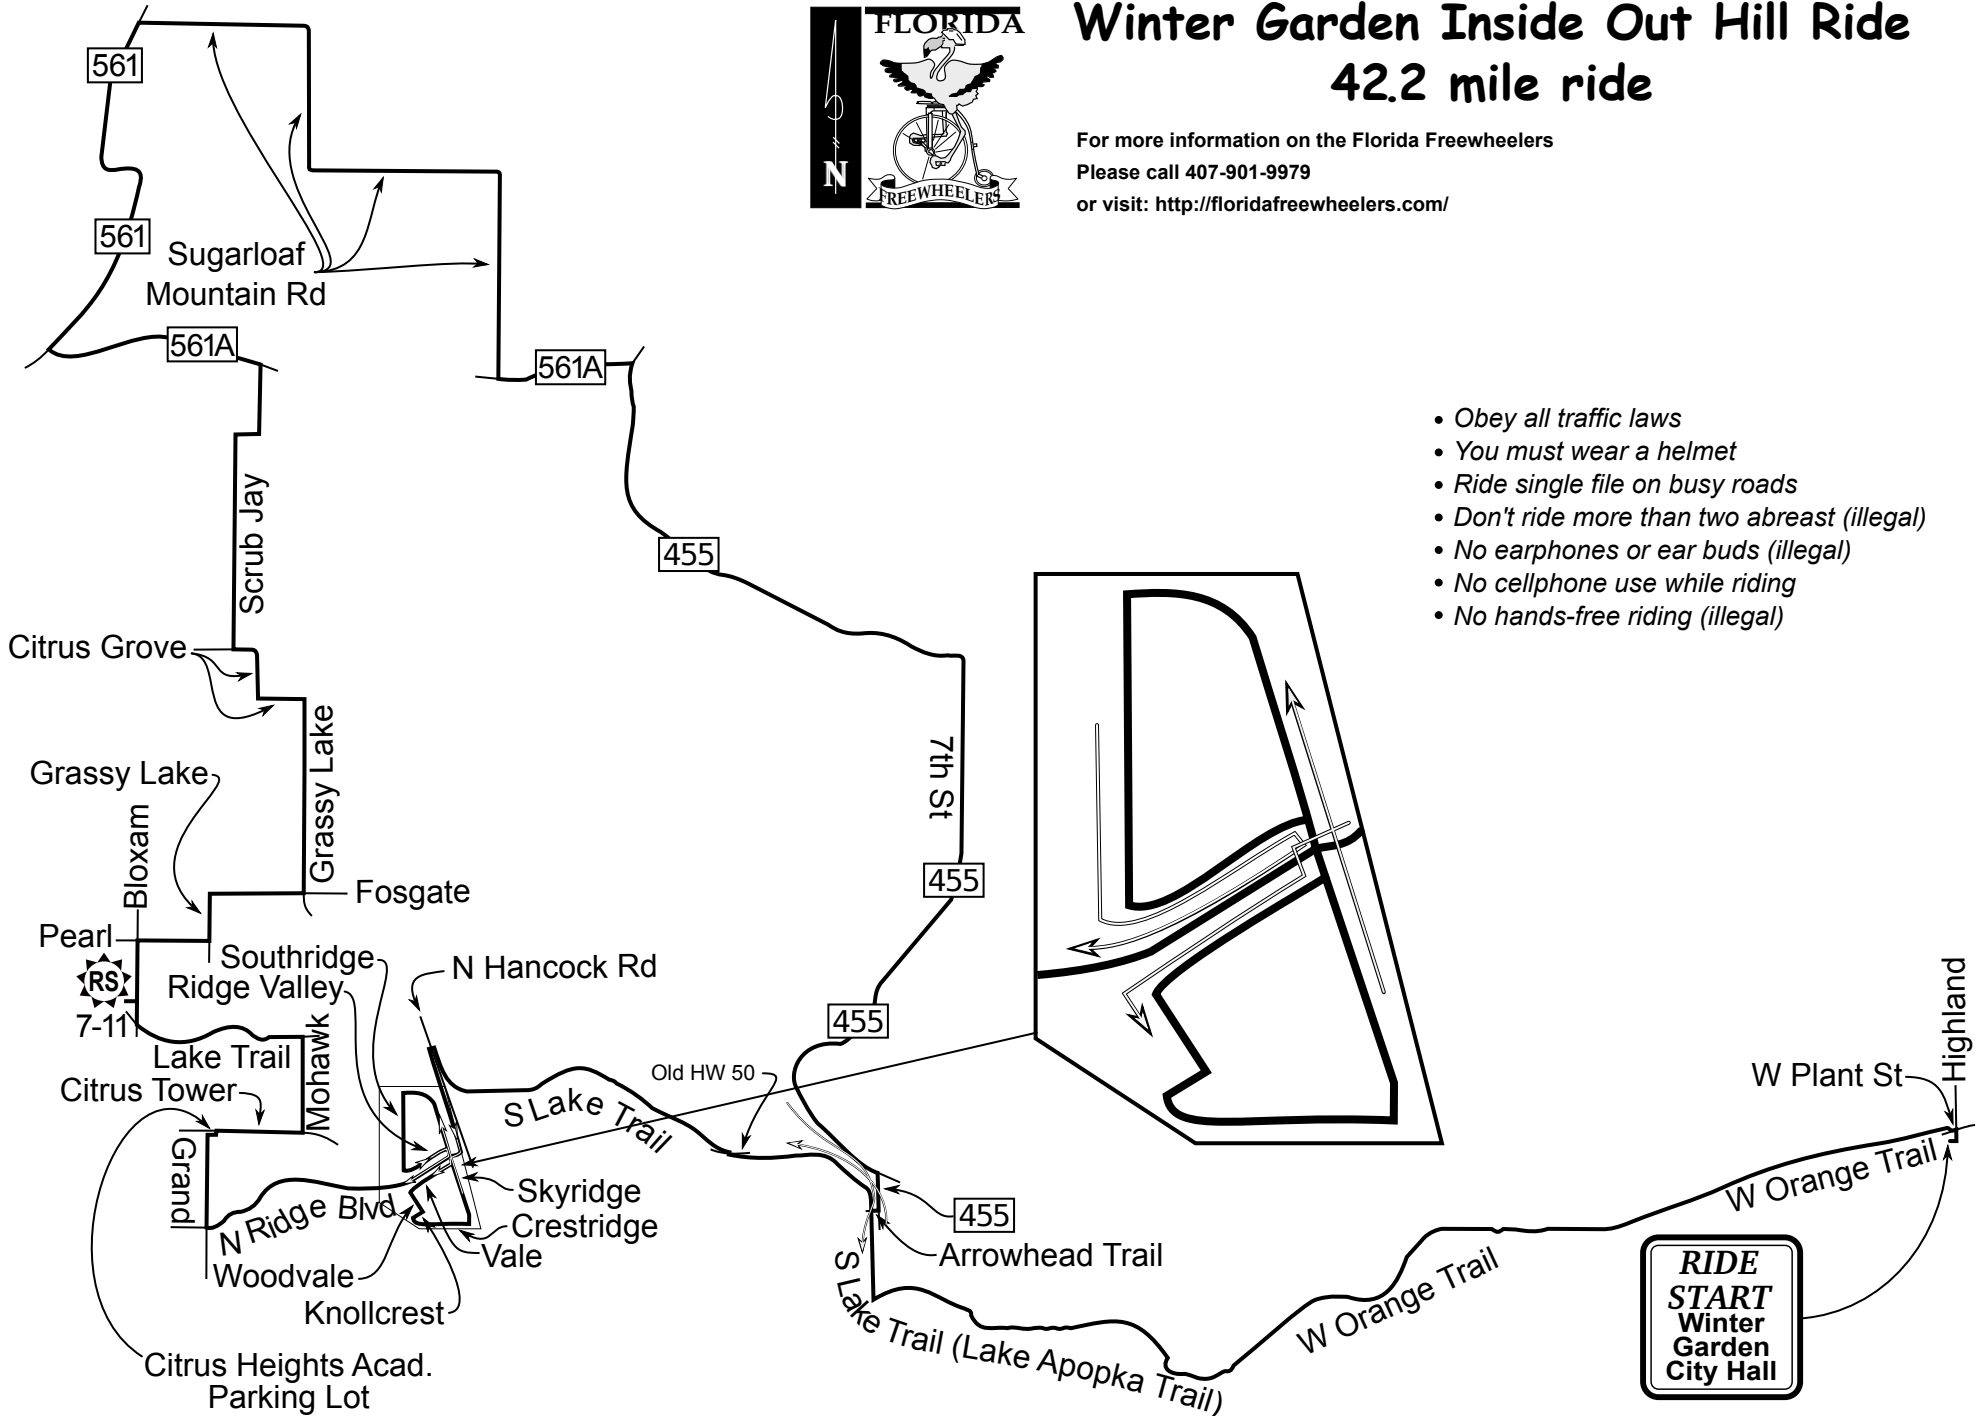 FLORIDA
FREEWHEELERS
N
Winter Garden Inside Out Hill Ride
42.2 mile ride
For more information on the Florida Freewheelers
Please call 407-901-9979
or visit: http://floridafreewheelers.com/
561
561
Sugarloaf
Mountain Rd
561A
561A
• Obey all traffic laws
• You must wear a helmet
• Ride single file on busy roads
• Don't ride more than two abreast (illegal)
• No earphones or ear buds (illegal)
• No cellphone use while riding
• No hands-free riding (illegal)
Scrub Jay
455
Citrus Grove
Grassy Lake
7th St
Grassy Lake
Bloxam
455
Fosgate
Pearl
RS
7-11
Southridge
Ridge Valley
N Hancock Rd
455
Lake Trail
Mohawk
Citrus Tower
Old HW 50
S Lake Trail
Grand
N Ridge Blvd
Skyridge
Crestridge
Vale
Woodvale
Knollcrest
455
Arrowhead Trail
S Lake Trail (Lake Apopka Trail)
W Orange Trail
W Orange Trail
W Plant St
Highland
Citrus Heights Acad.
Parking Lot
RIDE
START
Winter
Garden
City Hall